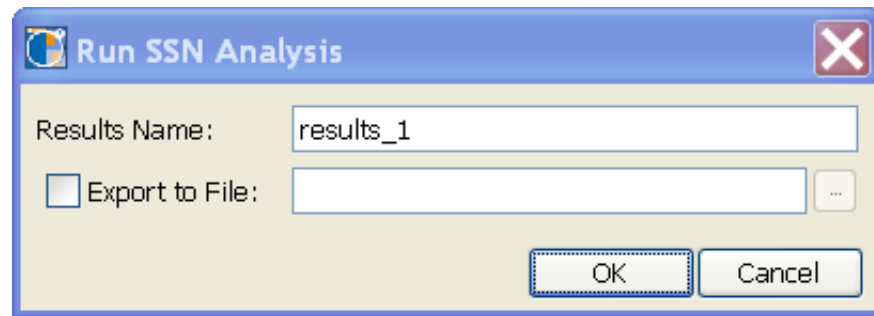 Run SSN Analysis
Results Name: results_1
Export to File: ...
OK Cancel